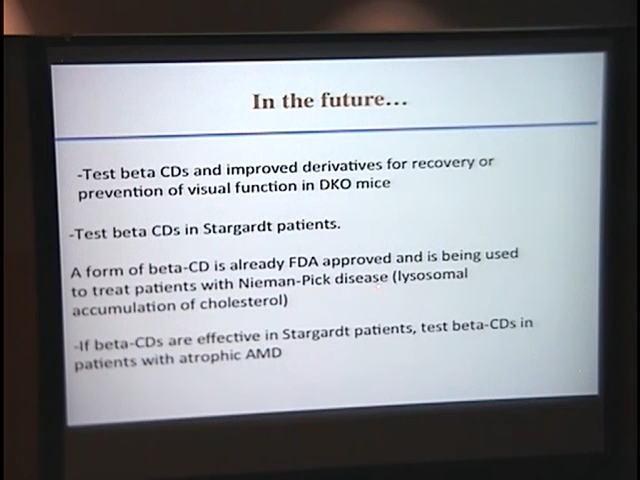 In the future…
-Test beta CDs and improved derivatives for recovery or
prevention of visual function in DKO mice
-Test beta CDs in Stargardt patients.
A form of beta-CD is already FDA approved and is being used
to treat patients with Nieman-Pick disease (lysosomal
accumulation of cholesterol)
-If beta-CDs are effective in Stargardt patients, test beta-CDs in
patients with atrophic AMD